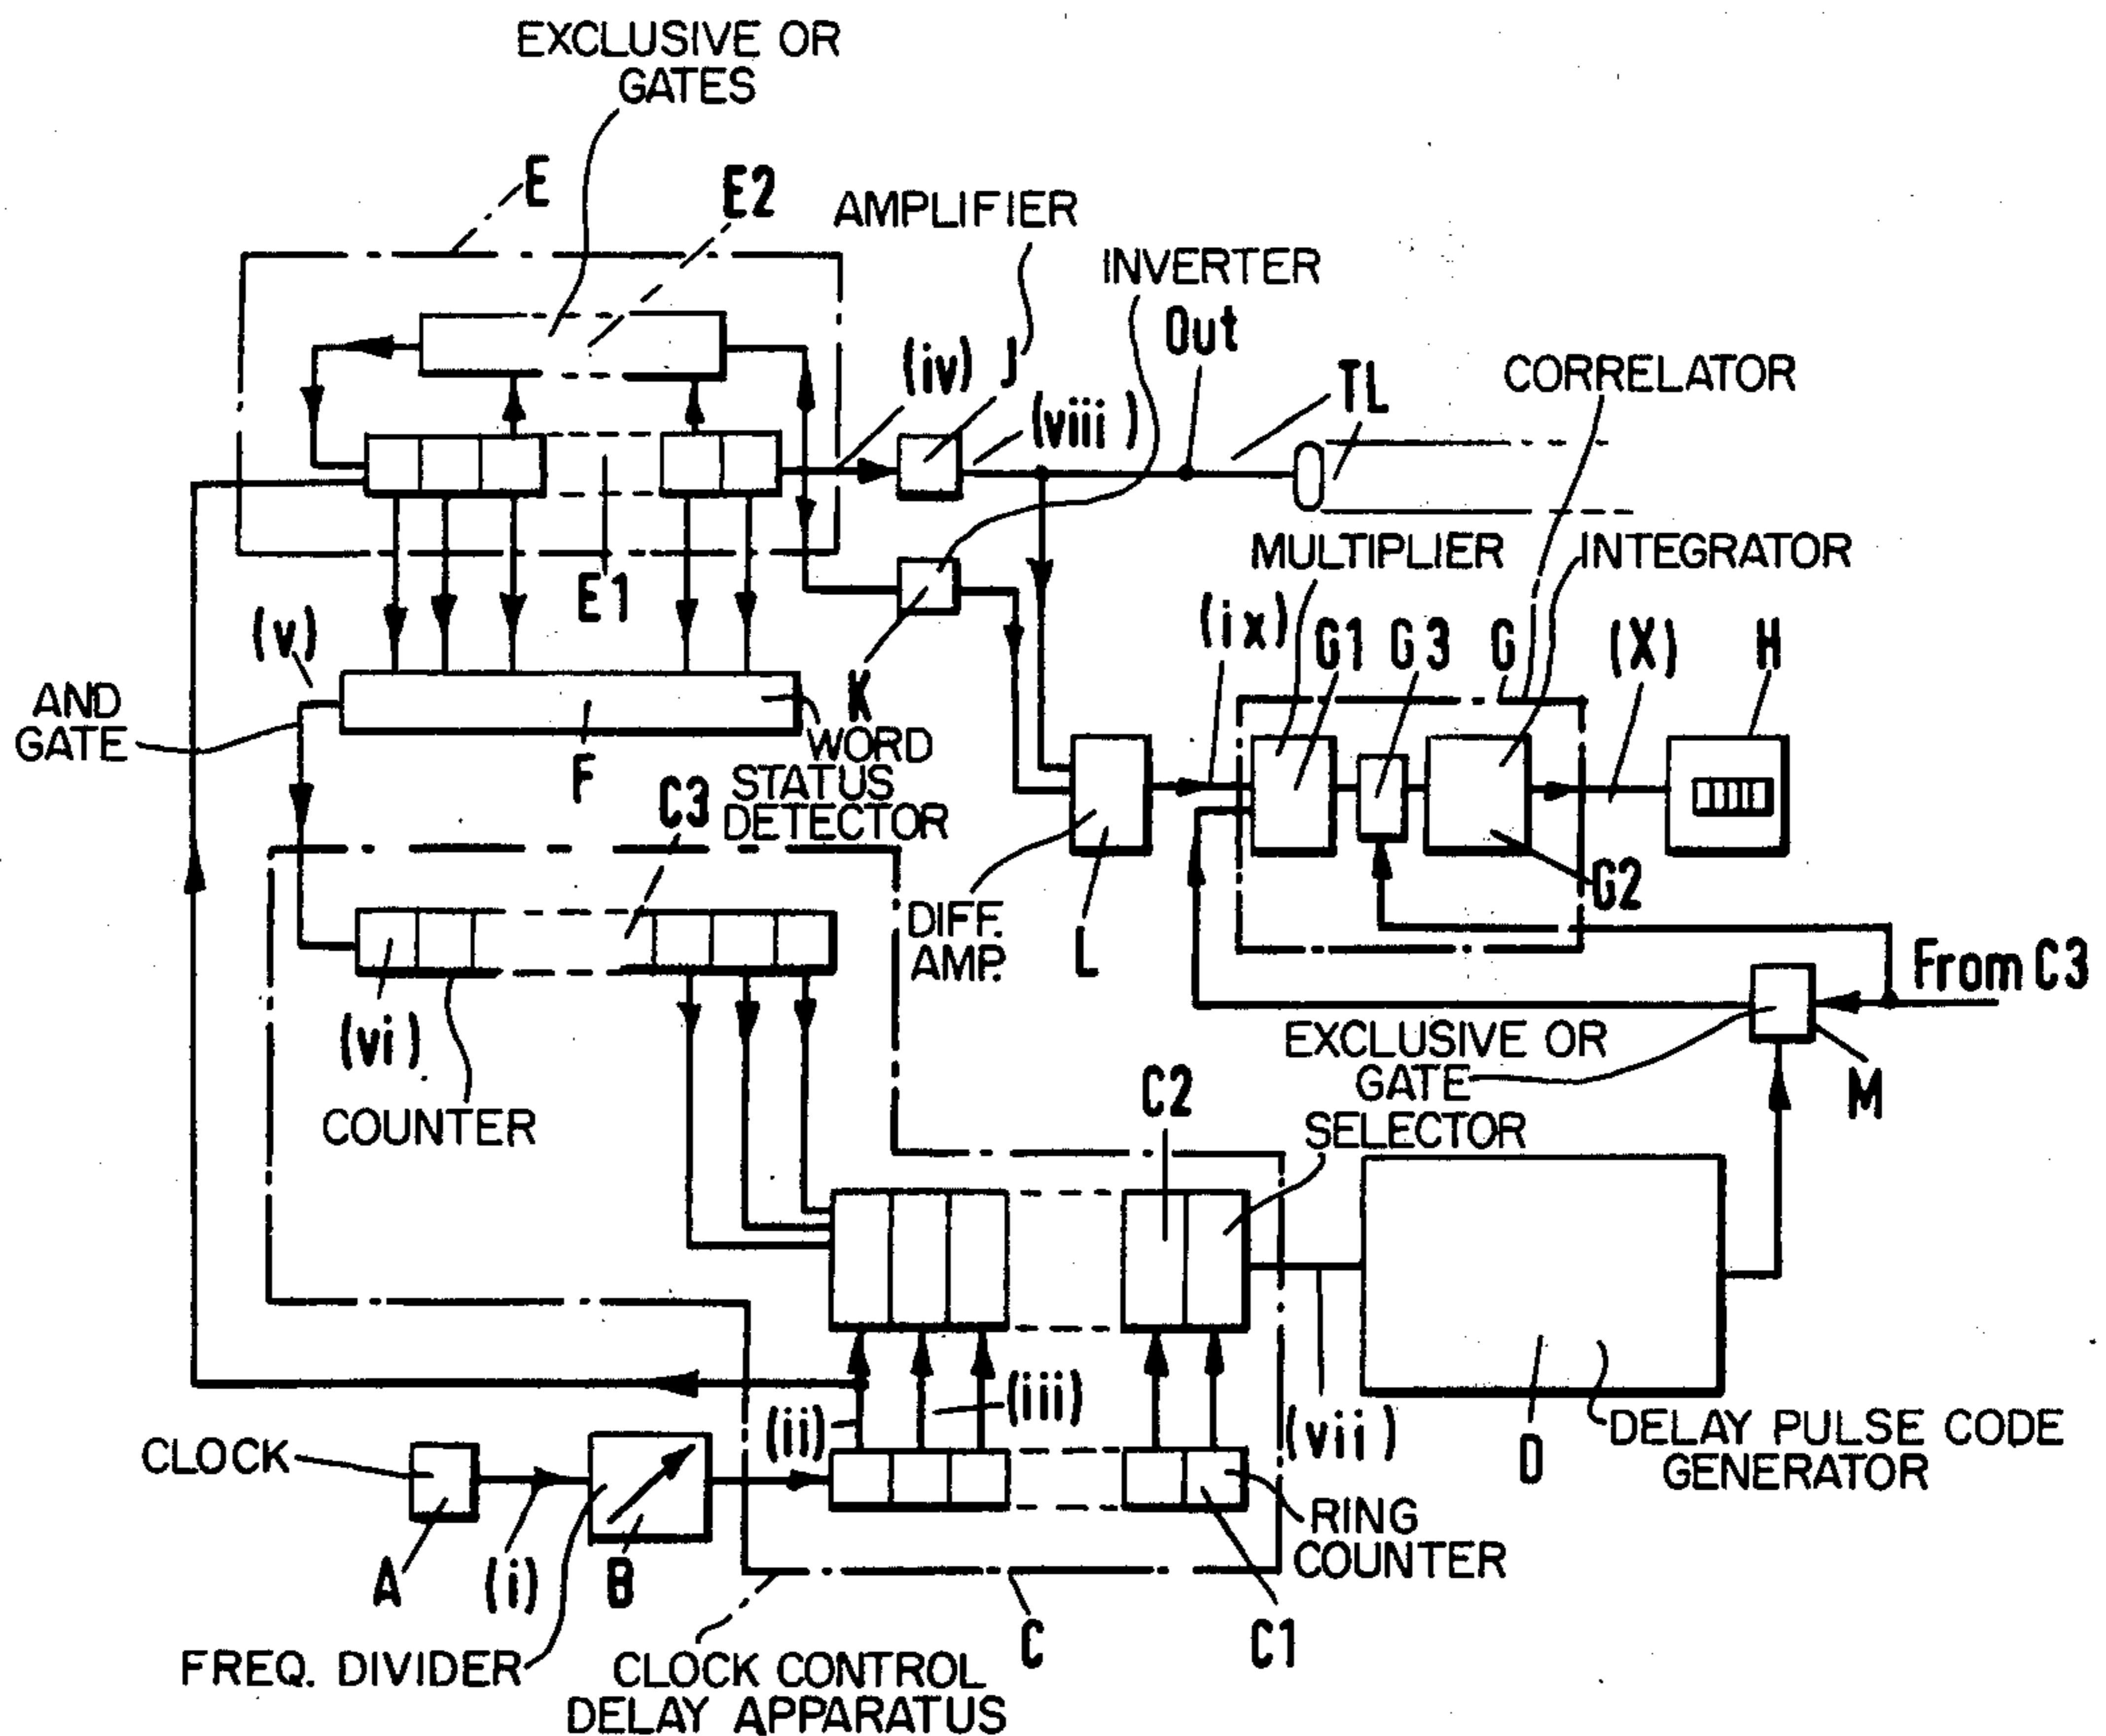 EXCLUSIVE OR
GATES
E
E2
AMPLIFIER
INVERTER
Out
(iv)
J
(viii)
TL
CORRELATOR
E1
MULTIPLIER
INTEGRATOR
(v)
(ix)
G1
G3
G
(X)
H
AND
GATE
K
F
WORD
STATUS
DETECTOR
C3
G2
DIFF.
AMP.
L
From C3
(vi)
COUNTER
EXCLUSIVE OR
GATE
M
C2
SELECTOR
(ii)
(iii)
(vii)
D
DELAY PULSE CODE
GENERATOR
CLOCK
A
(i)
B
RING
COUNTER
C
C1
FREQ. DIVIDER
CLOCK CONTROL
DELAY APPARATUS